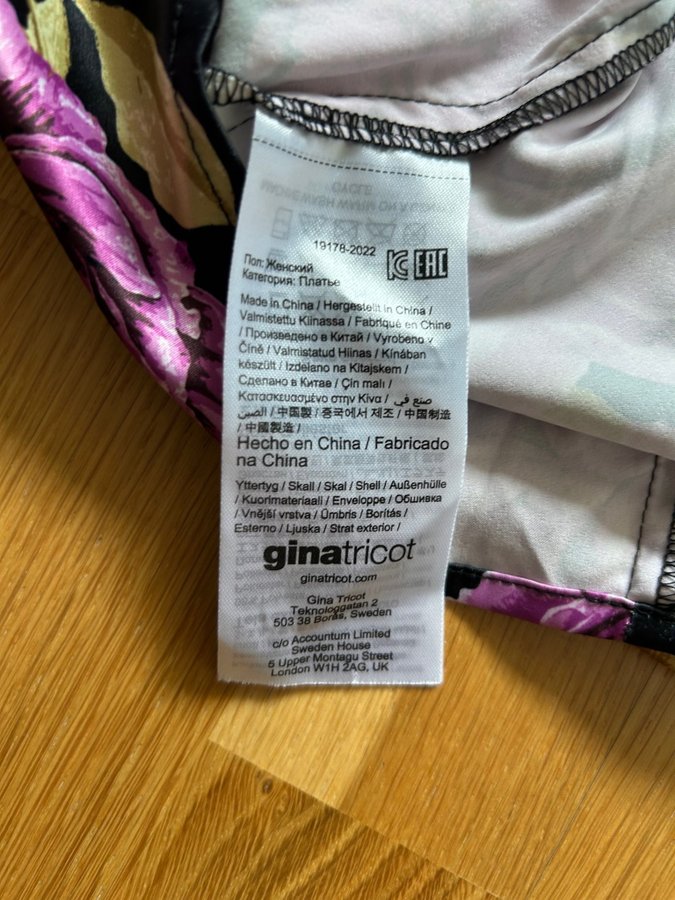 19178-2022
Пол: Женский
Категория: Платье
KC EAC
Made in China / Hergestellt in China /
Valmistettu Kiinassa / Fabriqué en Chine
/ Произведено в Китай / Vyrobeno v
Číně / Valmistatud Hiinas / Kínában
készült / Izdelano na Kitajskem /
Сделано в Китае / Çin malı /
Κατασκευασμένο στην Κίνα / صنع في
الصين / 中国製 / 중국에서 제조 / 中国制造
/ 中國製造 /
Hecho en China / Fabricado
na China
Yttertyg / Skall / Skal / Shell / Außenhülle
/ Kuorimateriaali / Enveloppe / Обшивка
/ Vnější vrstva / Ümbris / Borítás /
Esterno / Ljuska / Strat exterior /
ginatricot
ginatricot.com
Gina Tricot
Teknologgatan 2
503 38 Borås, Sweden
c/o Accountum Limited
Sweden House
5 Upper Montagu Street
London W1H 2AG, UK